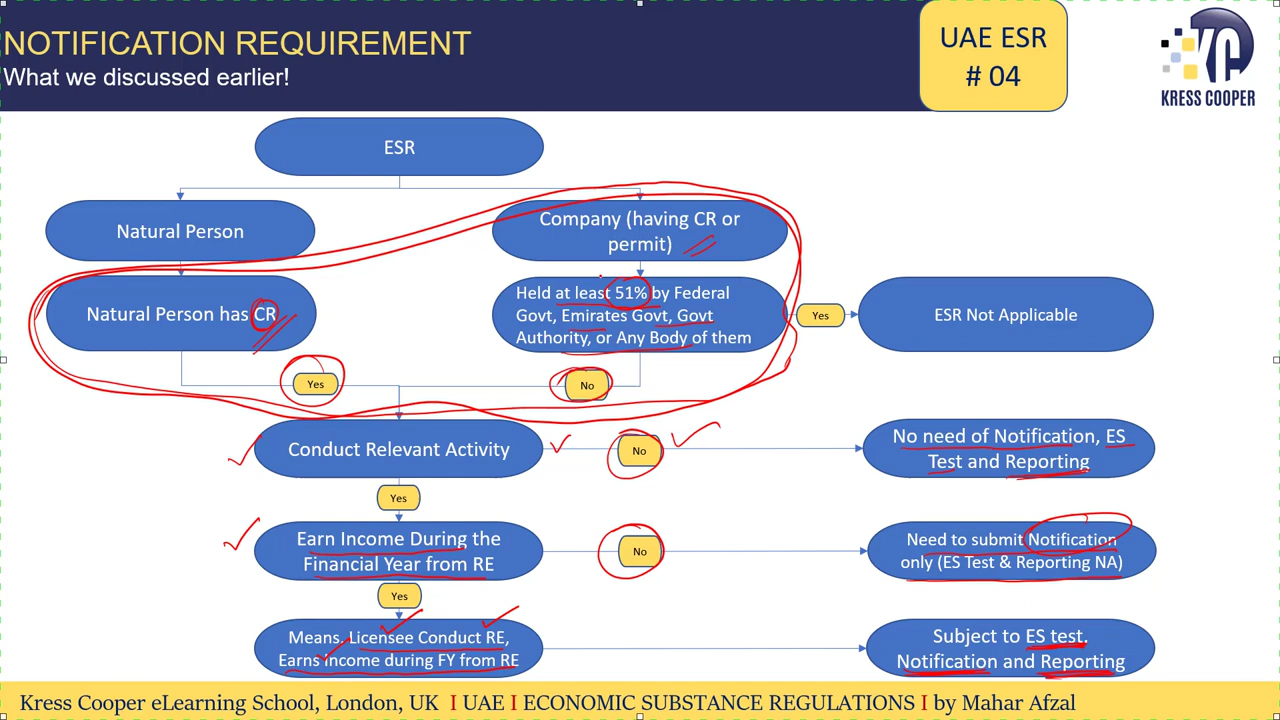 NOTIFICATION REQUIREMENT
What we discussed earlier!
UAE ESR
# 04
KC
KRESS COOPER
ESR
Natural Person
Company (having CR or
permit)
Natural Person has CR
Held at least 51% by Federal
Govt, Emirates Govt, Govt
Authority, or Any Body of them
Yes
ESR Not Applicable
Yes
No
Conduct Relevant Activity
No
No need of Notification, ES
Test and Reporting
Yes
Earn Income During the
Financial Year from RE
No
Need to submit Notification
only (ES Test & Reporting NA)
Yes
Means. Licensee Conduct RE,
Earns Income during FY from RE
Subject to ES test.
Notification and Reporting
Kress Cooper eLearning School, London, UK I UAE I ECONOMIC SUBSTANCE REGULATIONS I by Mahar Afzal